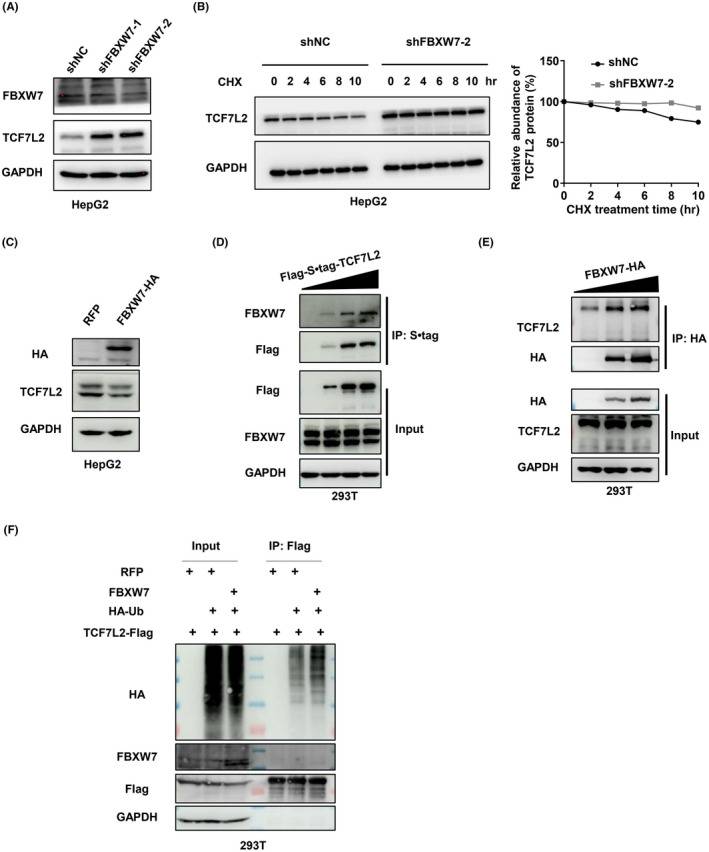 (A)
shNC
shFBXW7-1
shFBXW7-2
FBXW7
TCF7L2
GAPDH
HepG2
(B)
shNC shFBXW7-2
CHX 0 2 4 6 8 10 0 2 4 6 8 10 hr
TCF7L2
GAPDH
HepG2
shNC
shFBXW7-2
Relative abundance of
TCF7L2 protein (%)
150
100
50
0
0 2 4 6 8 10
CHX treatment time (hr)
(C)
RFP
FBXW7-HA
HA
TCF7L2
GAPDH
HepG2
(D)
Flag-S•tag-TCF7L2
FBXW7
Flag
IP: S•tag
Flag
FBXW7
GAPDH
Input
293T
(E)
FBXW7-HA
TCF7L2
HA
IP: HA
HA
TCF7L2
GAPDH
Input
293T
(F)
Input IP: Flag
RFP + + + +
FBXW7 + +
HA-Ub + + + +
TCF7L2-Flag + + + + + +
HA
FBXW7
Flag
GAPDH
293T